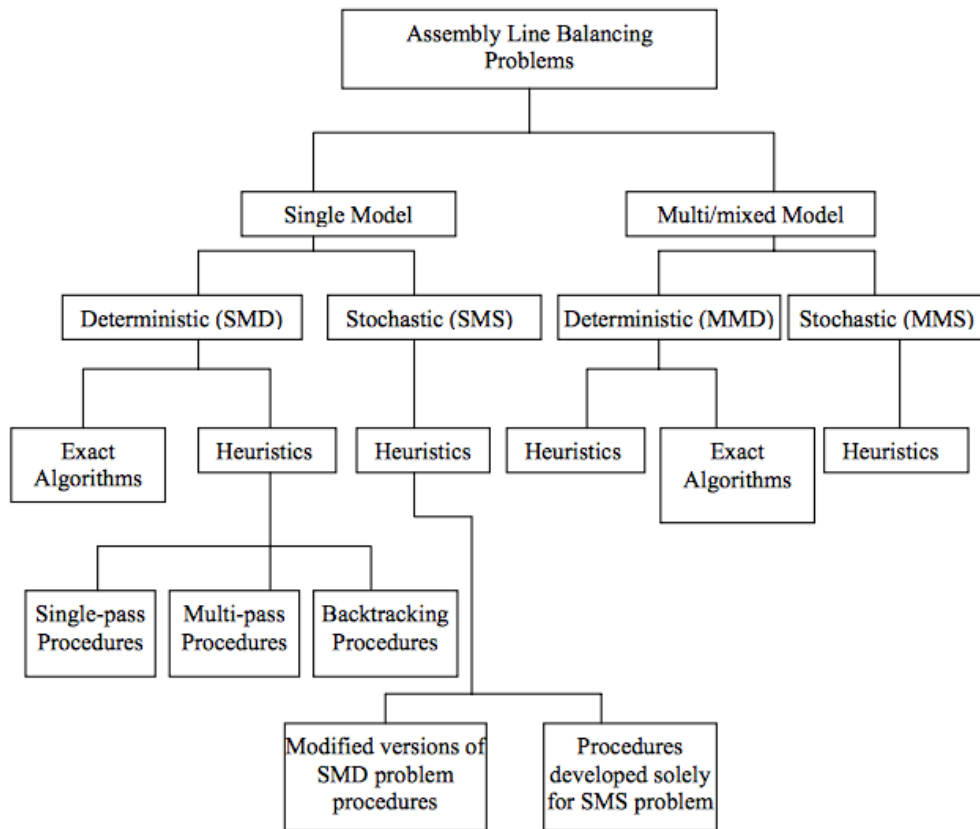 Assembly Line Balancing
Problems
Single Model
Multi/mixed Model
Deterministic (SMD)
Stochastic (SMS)
Deterministic (MMD)
Stochastic (MMS)
Exact
Algorithms
Heuristics
Heuristics
Heuristics
Exact
Algorithms
Heuristics
Single-pass
Procedures
Multi-pass
Procedures
Backtracking
Procedures
Modified versions of
SMD problem
procedures
Procedures
developed solely
for SMS problem